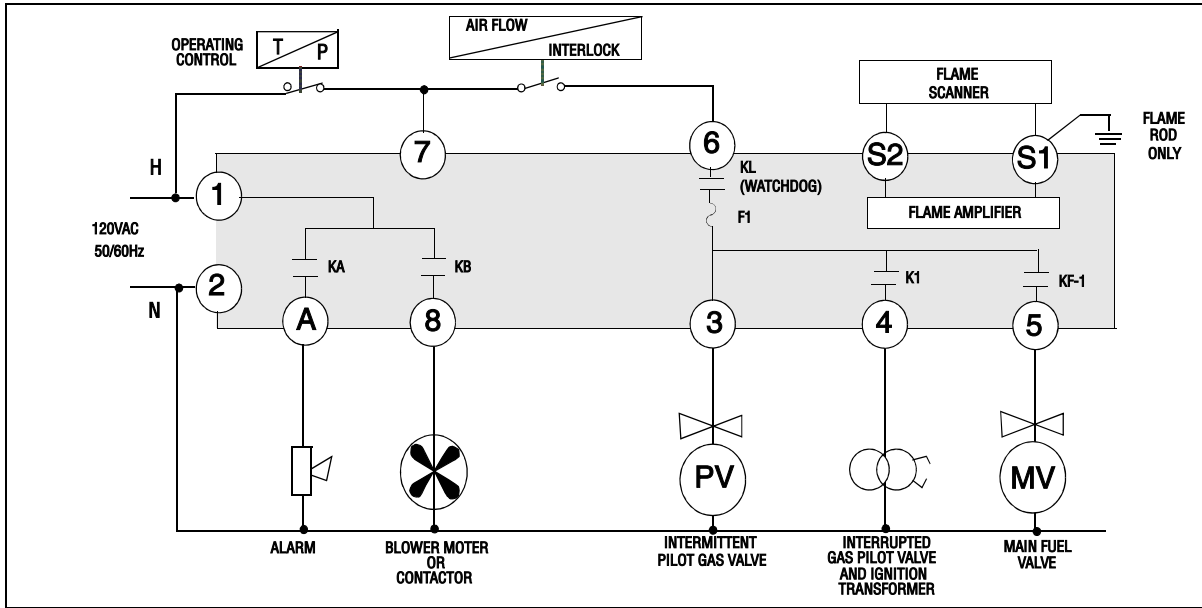 AIR FLOW
INTERLOCK
OPERATING
CONTROL
T
P
FLAME
SCANNER
FLAME
ROD
ONLY
7
6
S2
S1
H
1
KL
(WATCHDOG)
F1
FLAME AMPLIFIER
120VAC
50/60Hz
2
N
KA
KB
K1
KF-1
A
8
3
4
5
PV
MV
ALARM
BLOWER MOTER
OR
CONTACTOR
INTERMITTENT
PILOT GAS VALVE
INTERRUPTED
GAS PILOT VALVE
AND IGNITION
TRANSFORMER
MAIN FUEL
VALVE